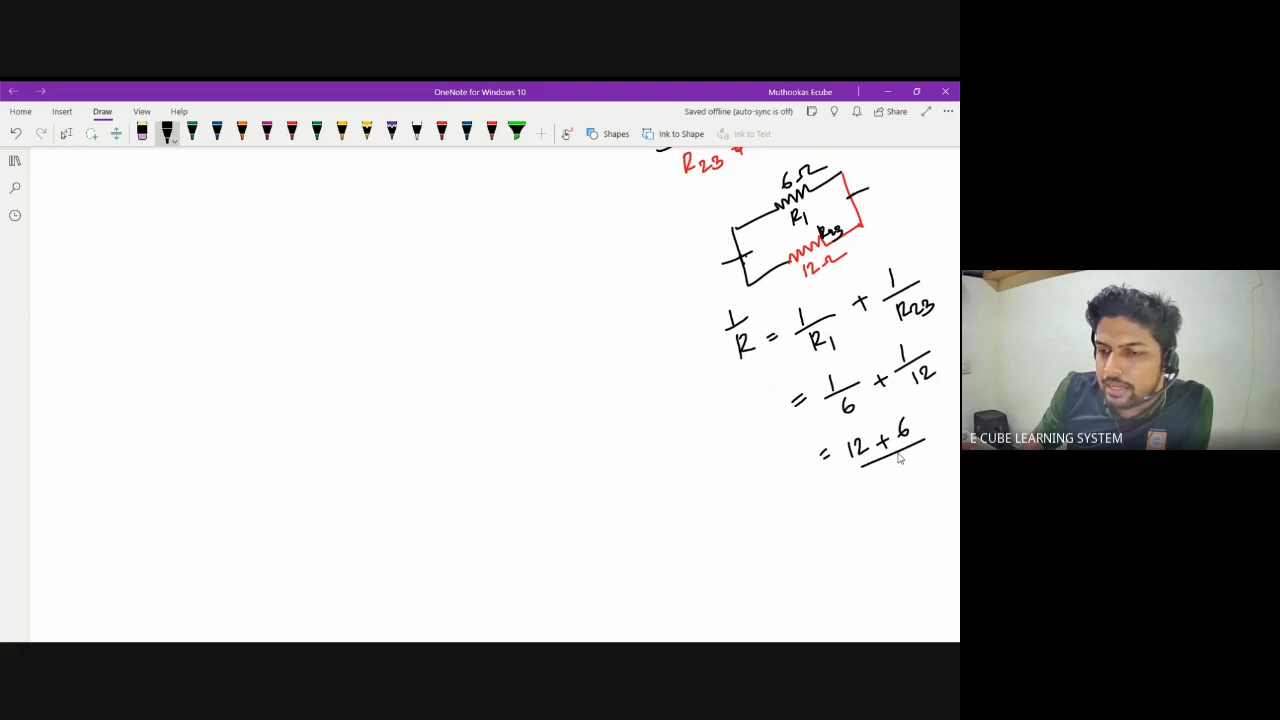 OneNote for Windows 10
Muthookas Ecube
Home Insert Draw View Help
Saved offline (auto-sync is off)
Share
Shapes
Ink to Shape
Ink to Text
R23
6 Ω
R1
R23
12 Ω
1/R = 1/R1 + 1/R23
= 1/6 + 1/12
= 12 + 6
E CUBE LEARNING SYSTEM